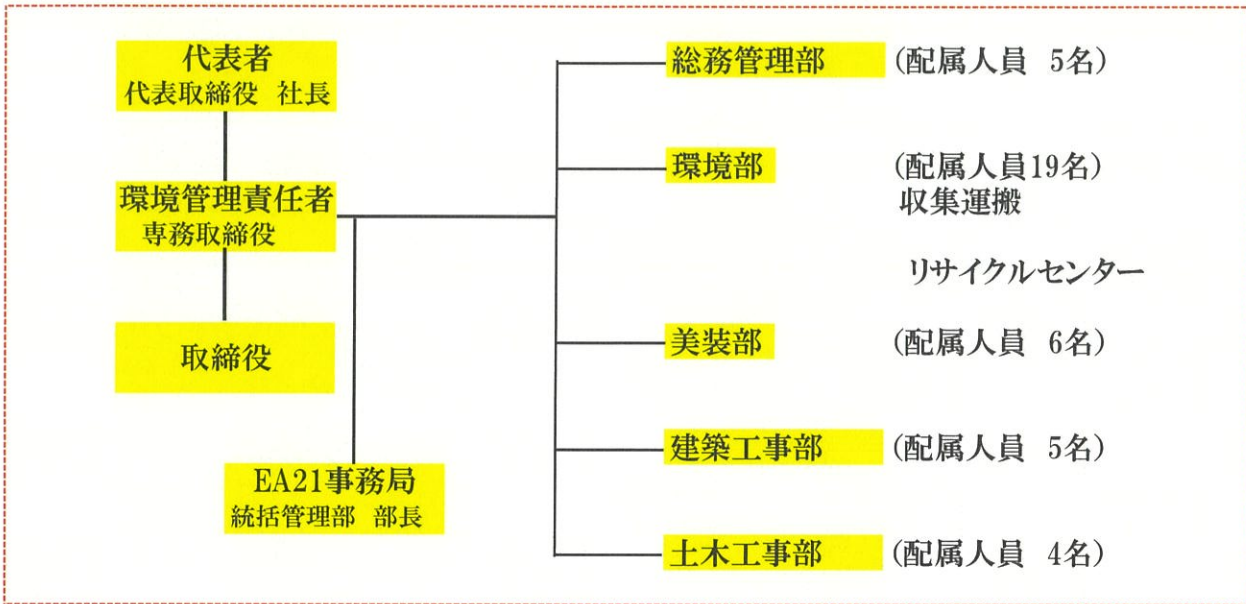 代表者
代表取締役 社長
環境管理責任者
専務取締役
取締役
EA21事務局
統括管理部 部長
総務管理部 (配属人員 5名)
環境部 (配属人員19名)
収集運搬
リサイクルセンター
美装部 (配属人員 6名)
建築工事部 (配属人員 5名)
土木工事部 (配属人員 4名)